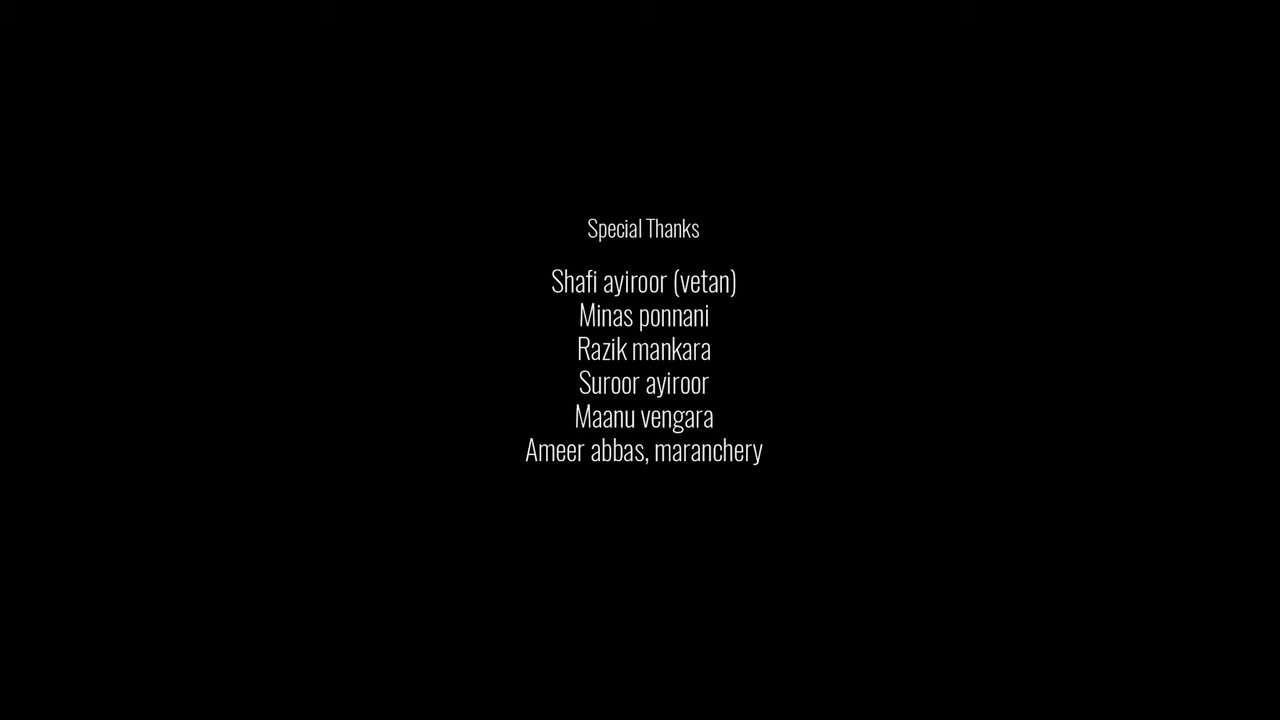 Special Thanks
Shafi ayiroor (vetan)
Minas ponnani
Razik mankara
Suroor ayiroor
Maanu vengara
Ameer abbas, maranchery